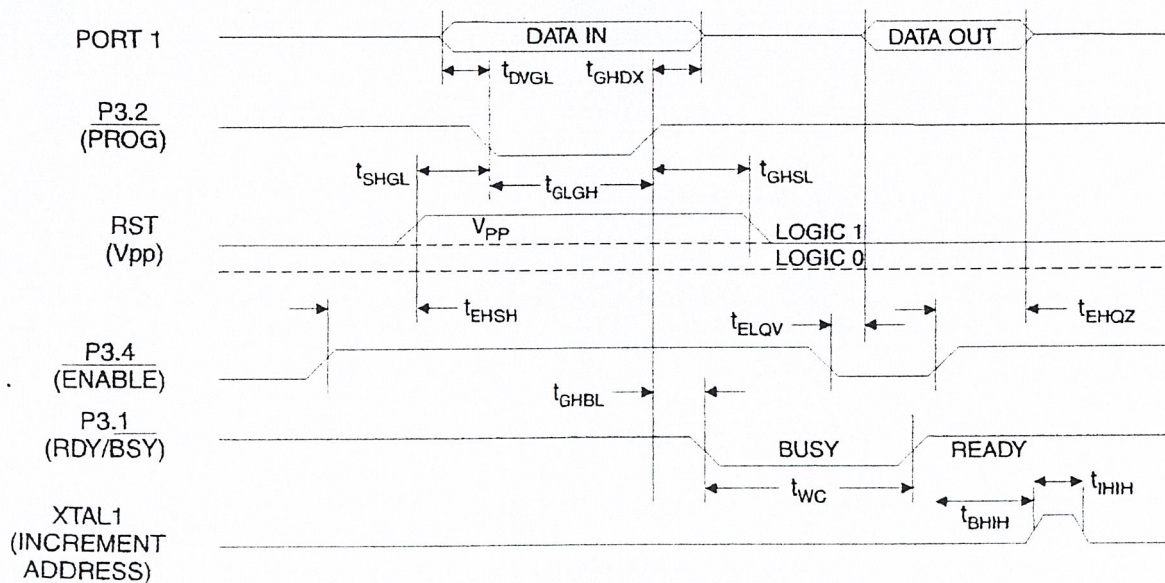 PORT 1
DATA IN
DATA OUT
tDVGL
tGHDX
P3.2
(PROG)
tSHGL
tGLGH
tGHSL
RST
(Vpp)
VPP
LOGIC 1
LOGIC 0
tEHSH
tELQV
tEHQZ
P3.4
(ENABLE)
tGHBL
P3.1
(RDY/BSY)
BUSY
READY
tWC
tBHIH
tIHIH
XTAL1
(INCREMENT
ADDRESS)